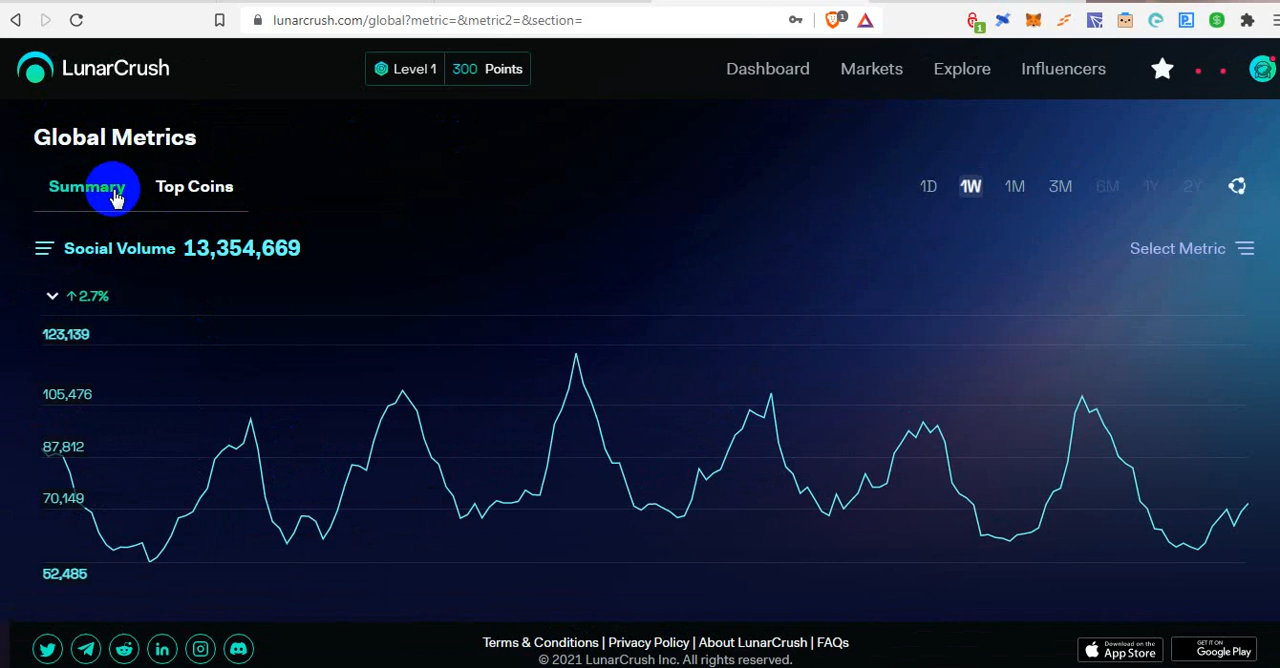 lunarcrush.com/global?metric=&metric2=&section=
1
1
LunarCrush
Level 1
300 Points
Dashboard
Markets
Explore
Influencers
Global Metrics
Summary
Top Coins
1D
1W
1M
3M
6M
1Y
2Y
Social Volume 13,354,669
Select Metric
↑2.7%
123,139
105,476
87,812
70,149
52,485
Terms & Conditions | Privacy Policy | About LunarCrush | FAQs
© 2021 LunarCrush Inc. All rights reserved.
Download on the
App Store
GET IT ON
Google Play